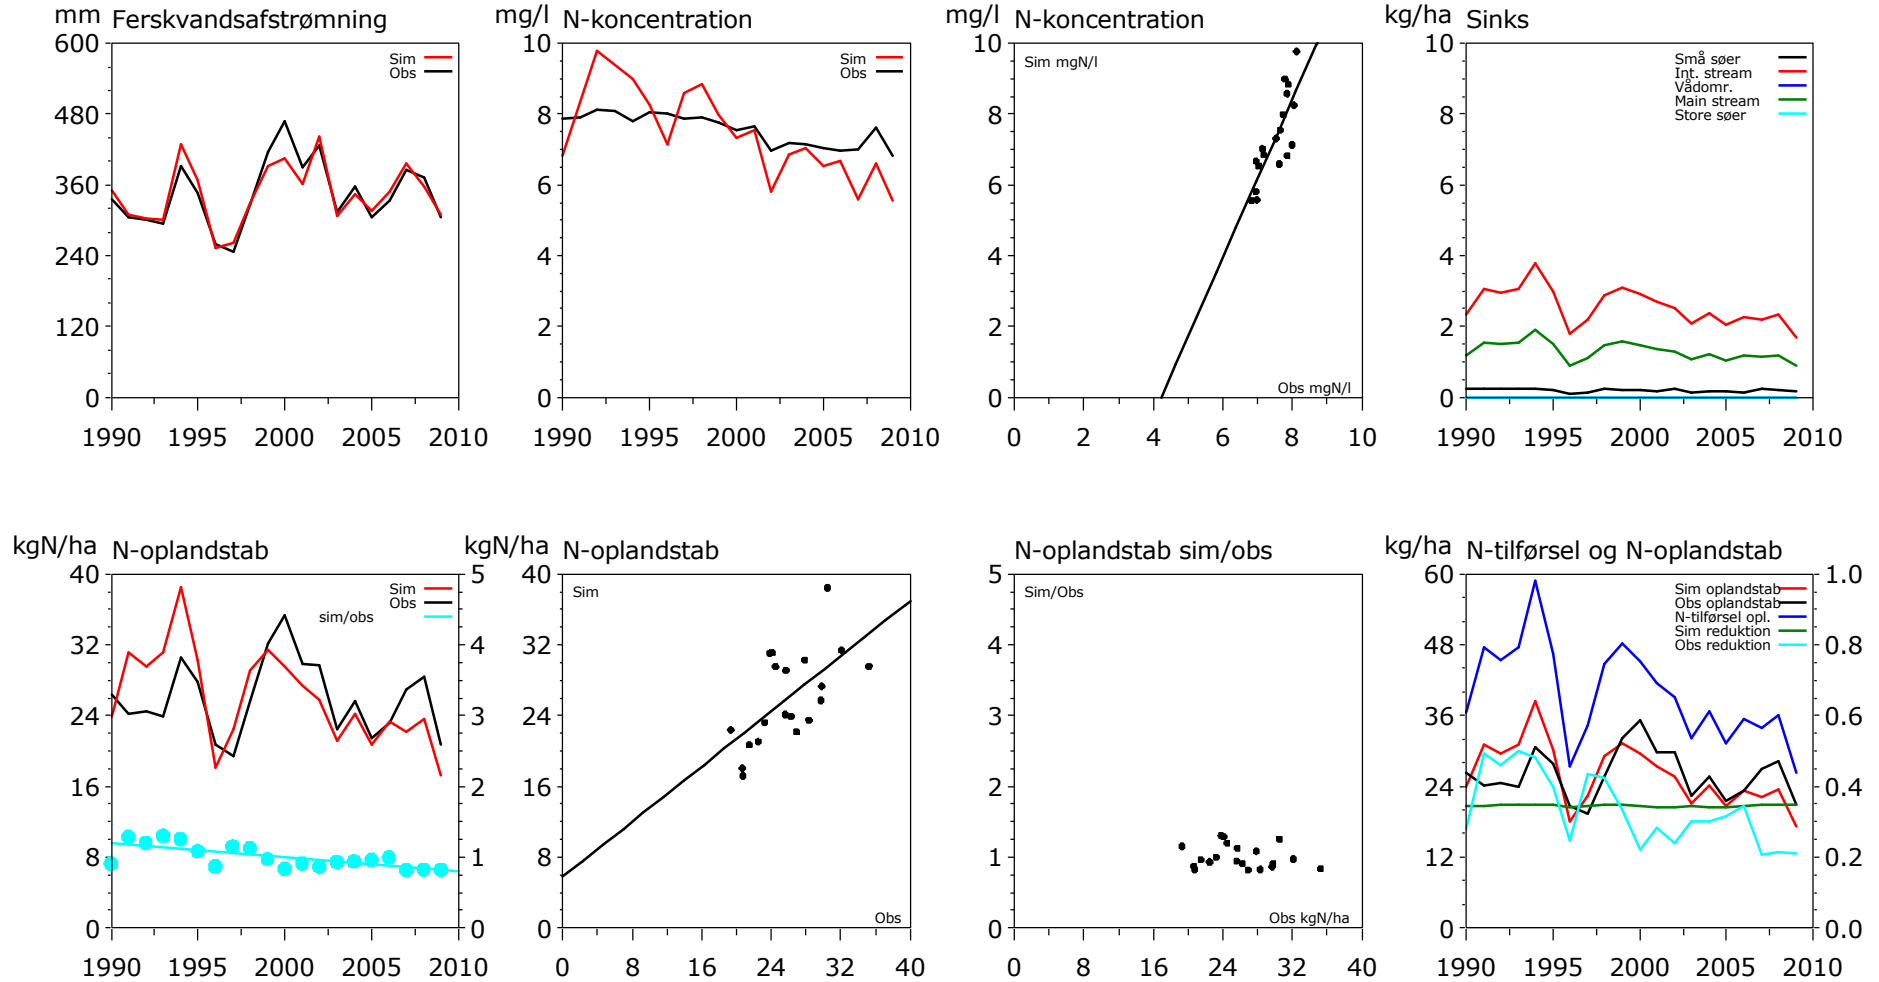 mm Ferskvandsafstrømning
600
480
360
240
120
0
1990 1995 2000 2005 2010
Sim
Obs
mg/l N-koncentration
10
8
6
4
2
0
1990 1995 2000 2005 2010
Sim
Obs
mg/l N-koncentration
10
8
6
4
2
0
0 2 4 6 8 10
Sim mgN/l
Obs mgN/l
kg/ha Sinks
10
8
6
4
2
0
1990 1995 2000 2005 2010
Små søer
Int. stream
Vådomr.
Main stream
Store søer
kgN/ha N-oplandstab
40
32
24
16
8
0
5
4
3
2
1
0
1990 1995 2000 2005 2010
Sim
Obs
sim/obs
kgN/ha N-oplandstab
40
32
24
16
8
0
0 8 16 24 32 40
Sim
Obs
N-oplandstab sim/obs
5
4
3
2
1
0
0 8 16 24 32 40
Sim/Obs
Obs kgN/ha
kg/ha N-tilførsel og N-oplandstab
60
48
36
24
12
0
1.0
0.8
0.6
0.4
0.2
0.0
1990 1995 2000 2005 2010
Sim oplandstab
Obs oplandstab
N-tilførsel opl.
Sim reduktion
Obs reduktion